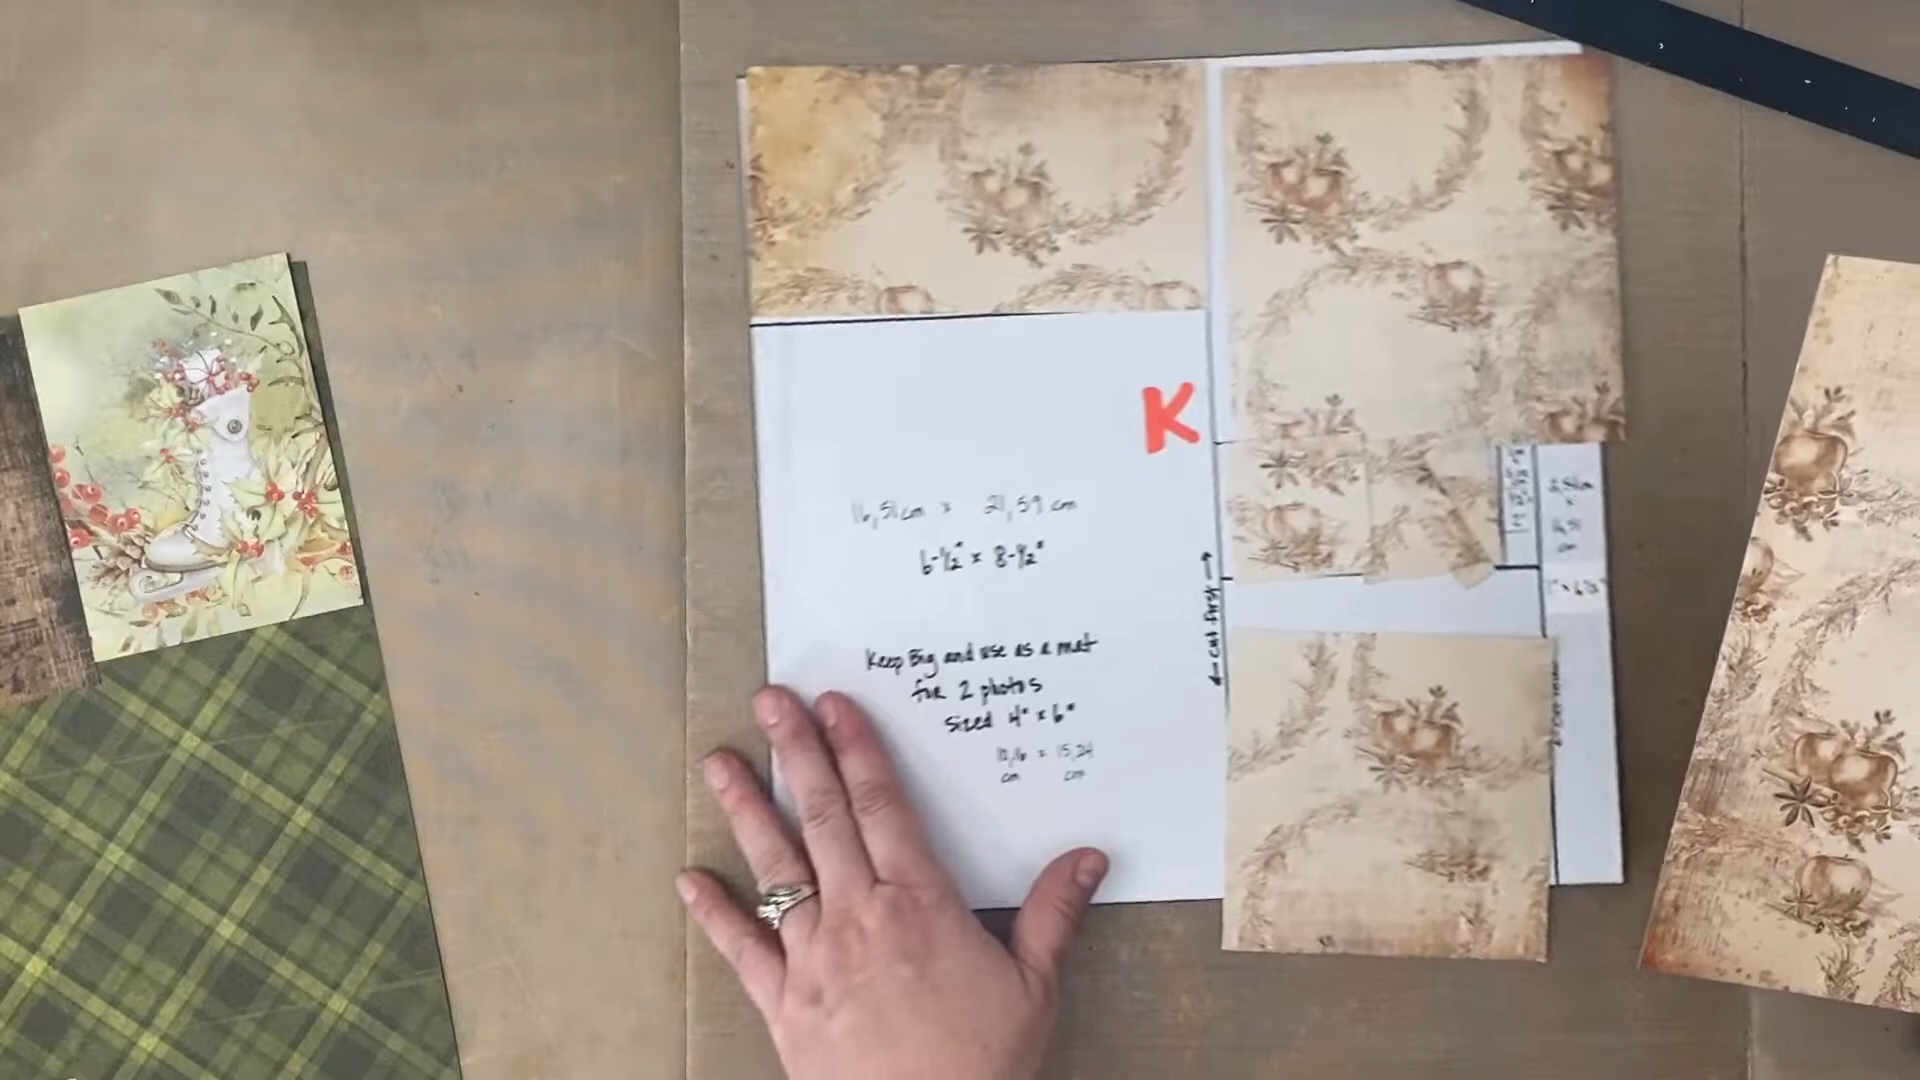 K
16,51 cm x 21,59 cm
6-1/2" x 8-1/2"
Keep Big and use as a mat
for 2 photos
sized 4" x 6"
10,16 x 15,24
cm cm
← cut first →
cm
1" x 6 1/2"